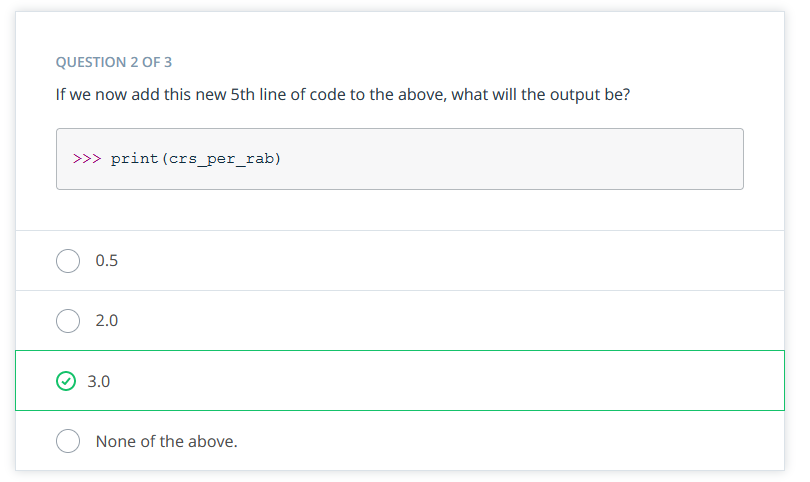 QUESTION 2 OF 3
If we now add this new 5th line of code to the above, what will the output be?
>>> print(crs_per_rab)
0.5
2.0
3.0
None of the above.